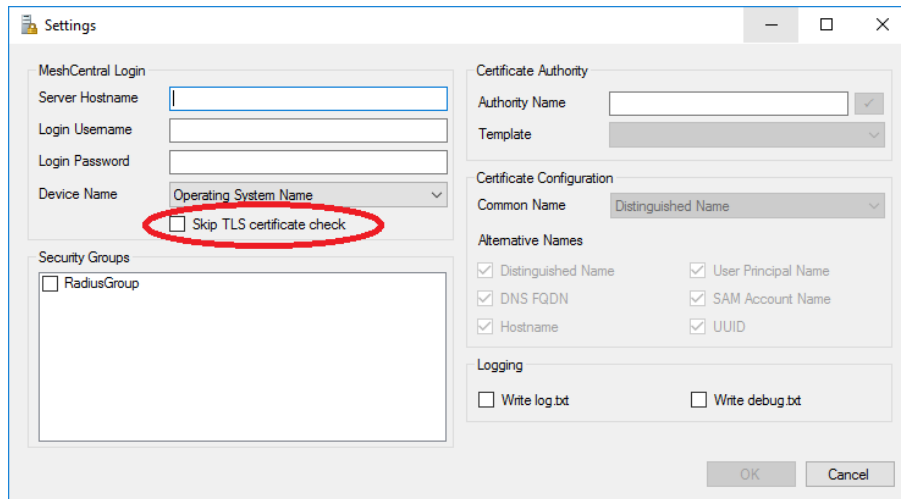 Settings
MeshCentral Login
Server Hostname
Login Username
Login Password
Device Name Operating System Name
Skip TLS certificate check
Security Groups
RadiusGroup
Certificate Authority
Authority Name
Template
Certificate Configuration
Common Name Distinguished Name
Alternative Names
Distinguished Name User Principal Name
DNS FQDN SAM Account Name
Hostname UUID
Logging
Write log.txt Write debug.txt
OK Cancel